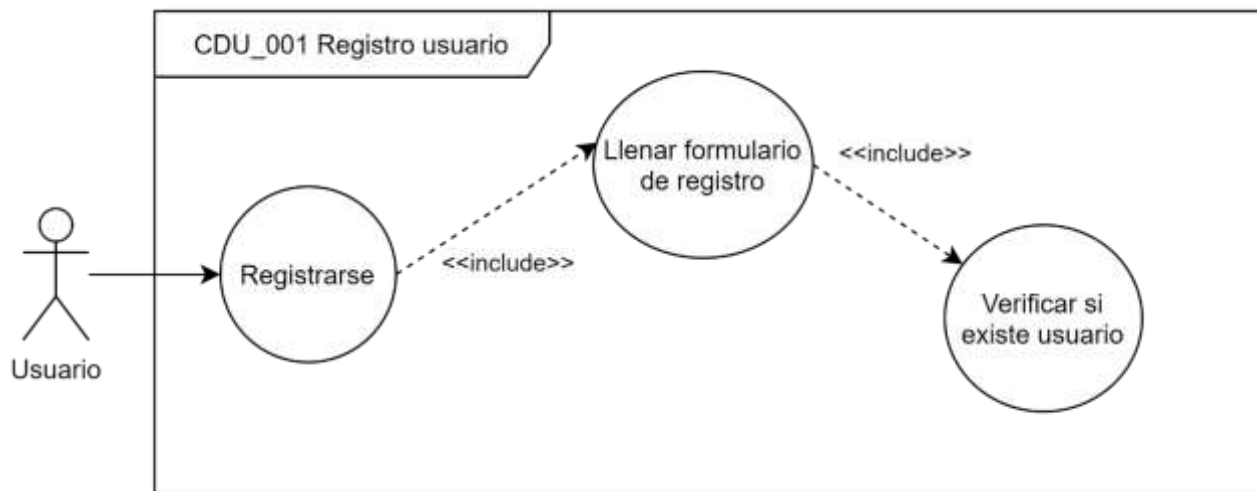 CDU_001 Registro usuario
Llenar formulario
de registro
<<include>>
Registrarse
<<include>>
Verificar si
existe usuario
Usuario